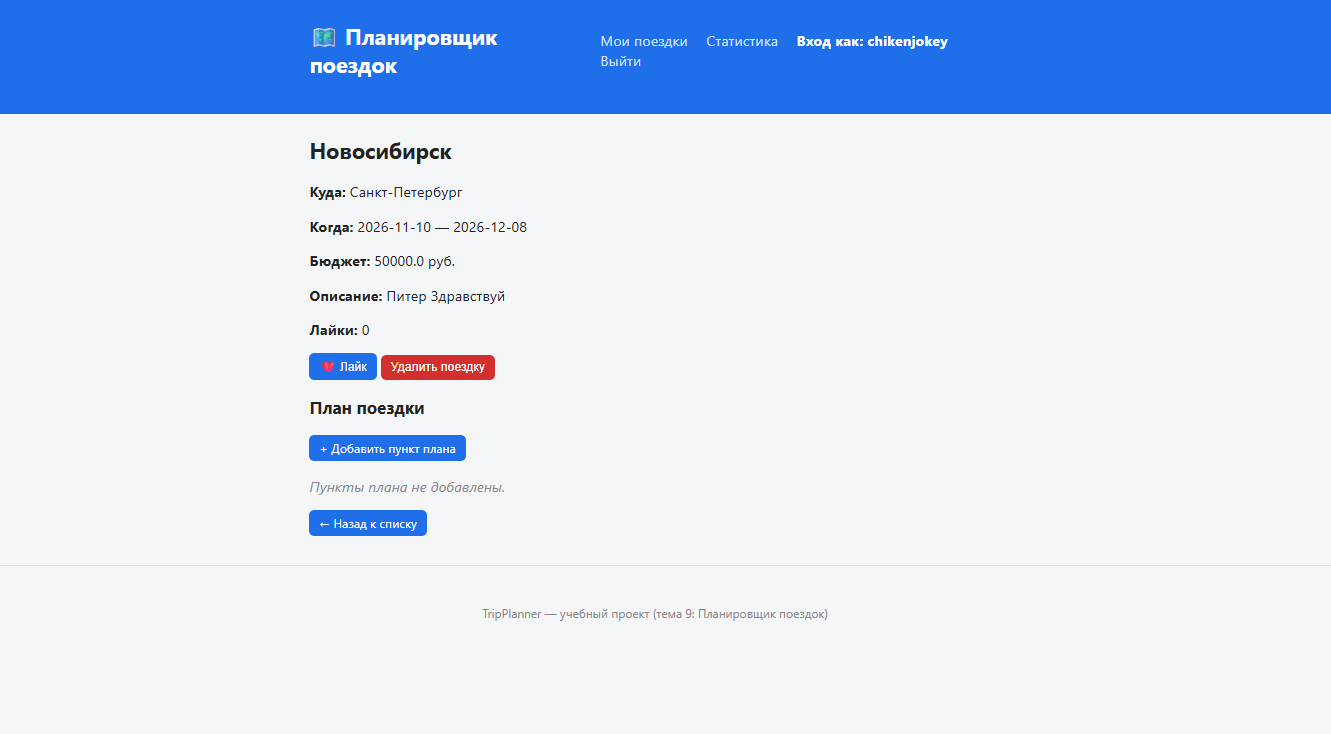 Планировщик
поездок
Мои поездки Статистика Вход как: chikenjokey
Выйти
Новосибирск
Куда: Санкт-Петербург
Когда: 2026-11-10 — 2026-12-08
Бюджет: 50000.0 руб.
Описание: Питер Здравствуй
Лайки: 0
Лайк Удалить поездку
План поездки
+ Добавить пункт плана
Пункты плана не добавлены.
← Назад к списку
TripPlanner — учебный проект (тема 9: Планировщик поездок)